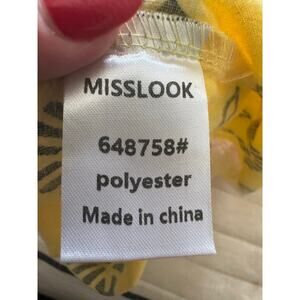 MISSLOOK
648758#
polyester
Made in china